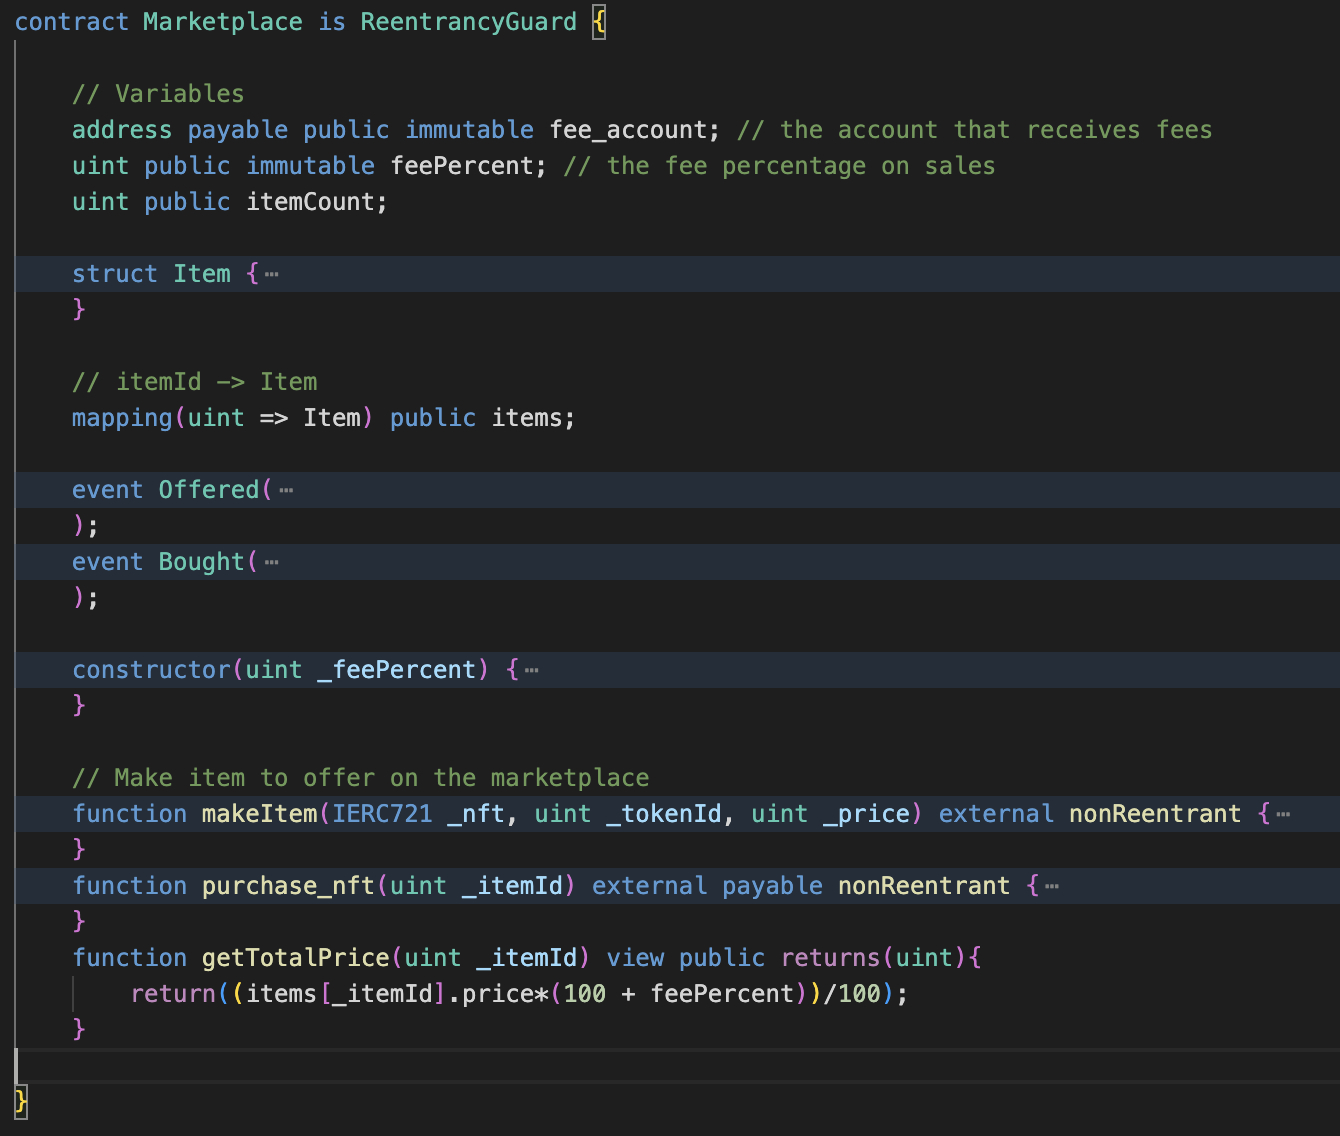 contract Marketplace is ReentrancyGuard {
// Variables
address payable public immutable fee_account; // the account that receives fees
uint public immutable feePercent; // the fee percentage on sales
uint public itemCount;
struct Item { ⋯
}
// itemId -> Item
mapping(uint => Item) public items;
event Offered( ⋯
);
event Bought( ⋯
);
constructor(uint _feePercent) { ⋯
}
// Make item to offer on the marketplace
function makeItem(IERC721 _nft, uint _tokenId, uint _price) external nonReentrant { ⋯
}
function purchase_nft(uint _itemId) external payable nonReentrant { ⋯
}
function getTotalPrice(uint _itemId) view public returns(uint){
return((items[_itemId].price*(100 + feePercent))/100);
}
}